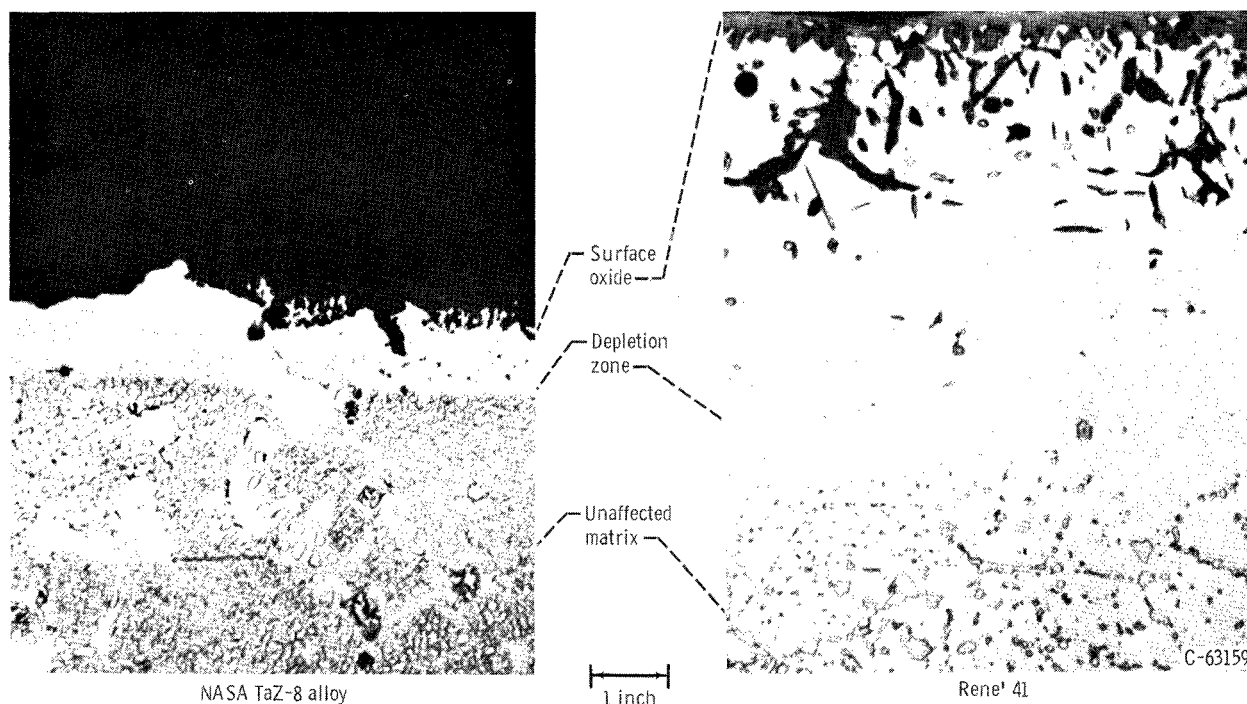 Surface
oxide
Depletion
zone
Unaffected
matrix
C-63159
NASA TaZ-8 alloy
1 inch
Rene' 41